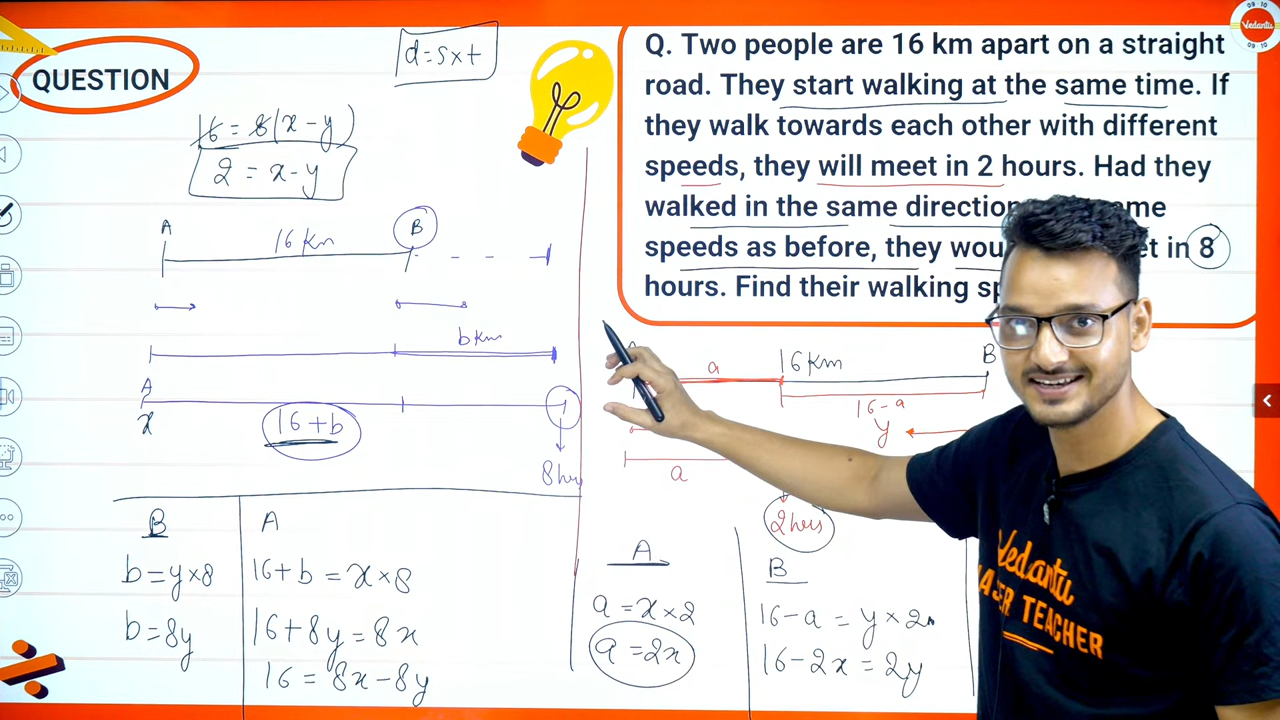 QUESTION
d=s×t
16 = 8(x-y)
2 = x-y
A
16 Km
B
b Km
A
x
16+b
8hrs
B
b=y×8
b=8y
A
16+b = x×8
16+8y=8x
16 = 8x-8y
Vedantu
Q. Two people are 16 km apart on a straight
road. They start walking at the same time. If
they walk towards each other with different
speeds, they will meet in 2 hours. Had they
walked in the same direction
speeds as before, they in 8
hours. Find their walking
a
16Km
B
16-a
y
a
2hrs
A
a = x×2
a = 2x
B
16-a = y×2
16-2x = 2y
Vedantu
TEACHER